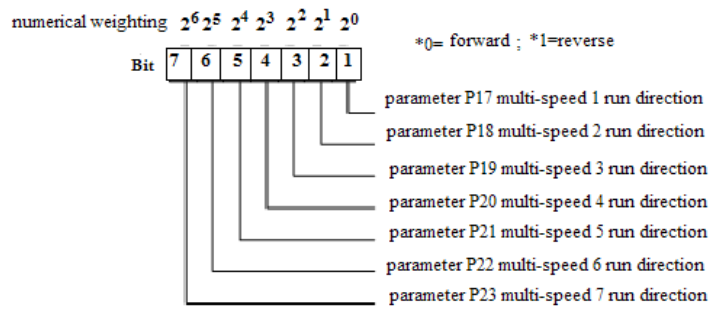 numerical weighting 2⁶ 2⁵ 2⁴ 2³ 2² 2¹ 2⁰
*0= forward ; *1=reverse
Bit 7 6 5 4 3 2 1
parameter P17 multi-speed 1 run direction
parameter P18 multi-speed 2 run direction
parameter P19 multi-speed 3 run direction
parameter P20 multi-speed 4 run direction
parameter P21 multi-speed 5 run direction
parameter P22 multi-speed 6 run direction
parameter P23 multi-speed 7 run direction